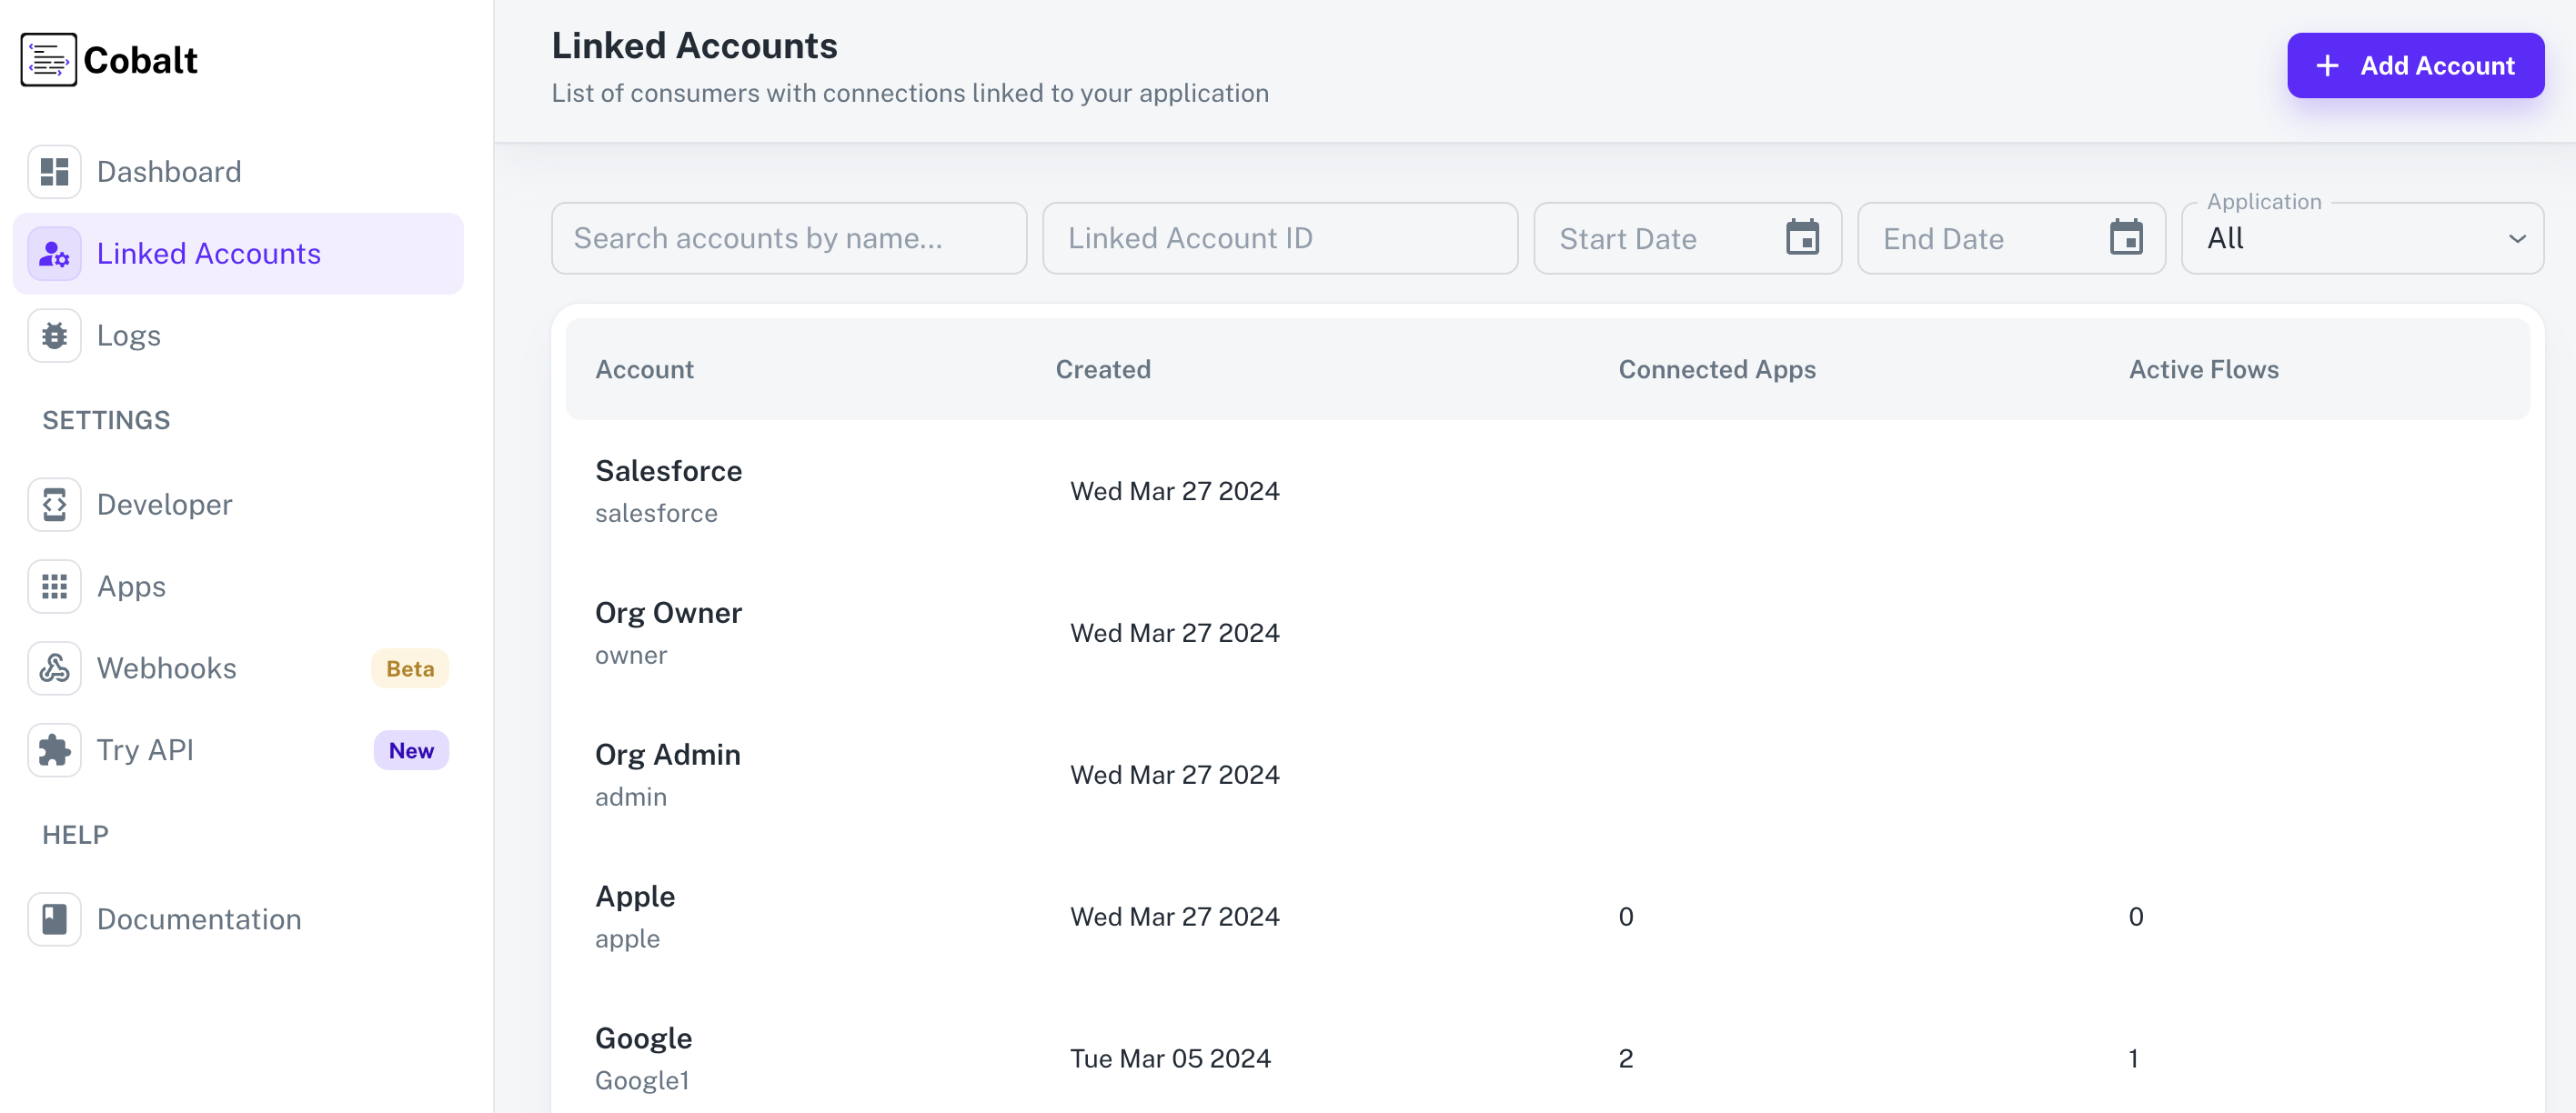 Cobalt
Dashboard
Linked Accounts
Logs
SETTINGS
Developer
Apps
Webhooks Beta
Try API New
HELP
Documentation
Linked Accounts
List of consumers with connections linked to your application
+ Add Account
Search accounts by name...
Linked Account ID
Start Date
End Date
Application
All
Account Created Connected Apps Active Flows
Salesforce
salesforce
Wed Mar 27 2024
Org Owner
owner
Wed Mar 27 2024
Org Admin
admin
Wed Mar 27 2024
Apple
apple
Wed Mar 27 2024 0 0
Google
Google1
Tue Mar 05 2024 2 1